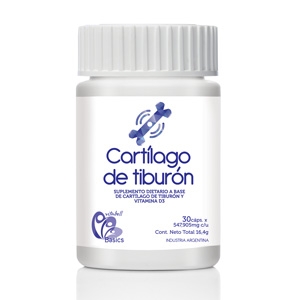 Cartílago
de tiburón
SUPLEMENTO DIETARIO A BASE
DE CARTÍLAGO DE TIBURÓN Y
VITAMINA D3
30caps x
547.905mg c/u
Cont. Neto Total 16,4g
INDUSTRIA ARGENTINA
Basics